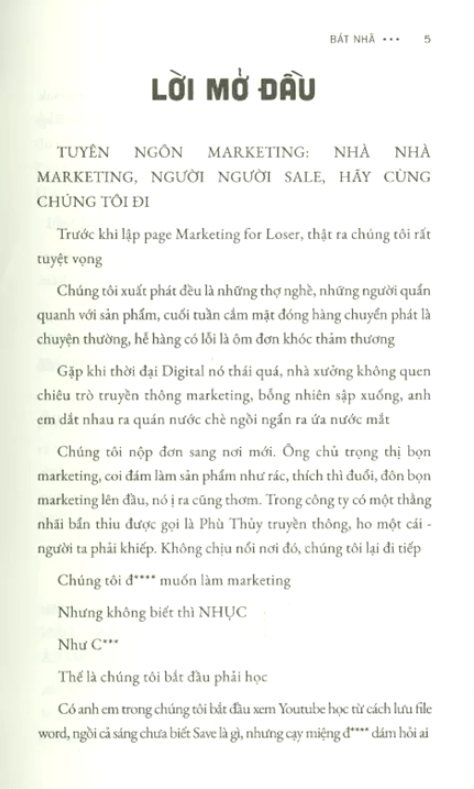 BÁT NHÃ ••• 5
LỜI MỞ ĐẦU
TUYÊN NGÔN MARKETING: NHÀ NHÀ
MARKETING, NGƯỜI NGƯỜI SALE, HÃY CÙNG
CHÚNG TÔI ĐI
Trước khi lập page Marketing for Loser, thật ra chúng tôi rất
tuyệt vọng
Chúng tôi xuất phát đều là những thợ nghề, những người quẩn
quanh với sản phẩm, cuối tuần cắm mặt đóng hàng chuyển phát là
chuyện thường, hễ hàng có lỗi là ôm đơn khóc thảm thương
Gặp khi thời đại Digital nó thái quá, nhà xưởng không quen
chiêu trò truyền thông marketing, bỗng nhiên sập xuống, anh
em dắt nhau ra quán nước chè ngồi ngẩn ra ứa nước mắt
Chúng tôi nộp đơn sang nơi mới. Ông chủ trọng thị bọn
marketing, coi đám làm sản phẩm như rác, thích thì đuổi, đôn bọn
marketing lên đầu, nó ị ra cũng thơm. Trong công ty có một thằng
nhãi bẩn thỉu được gọi là Phù Thủy truyền thông, ho một cái -
người ta phải khiếp. Không chịu nổi nơi đó, chúng tôi lại đi tiếp
Chúng tôi đ**** muốn làm marketing
Nhưng không biết thì NHỤC
Như C***
Thế là chúng tôi bắt đầu phải học
Có anh em trong chúng tôi bắt đầu xem Youtube học từ cách lưu file
word, ngồi cả sáng chưa biết Save là gì, nhưng cạy miệng đ**** dám hỏi ai